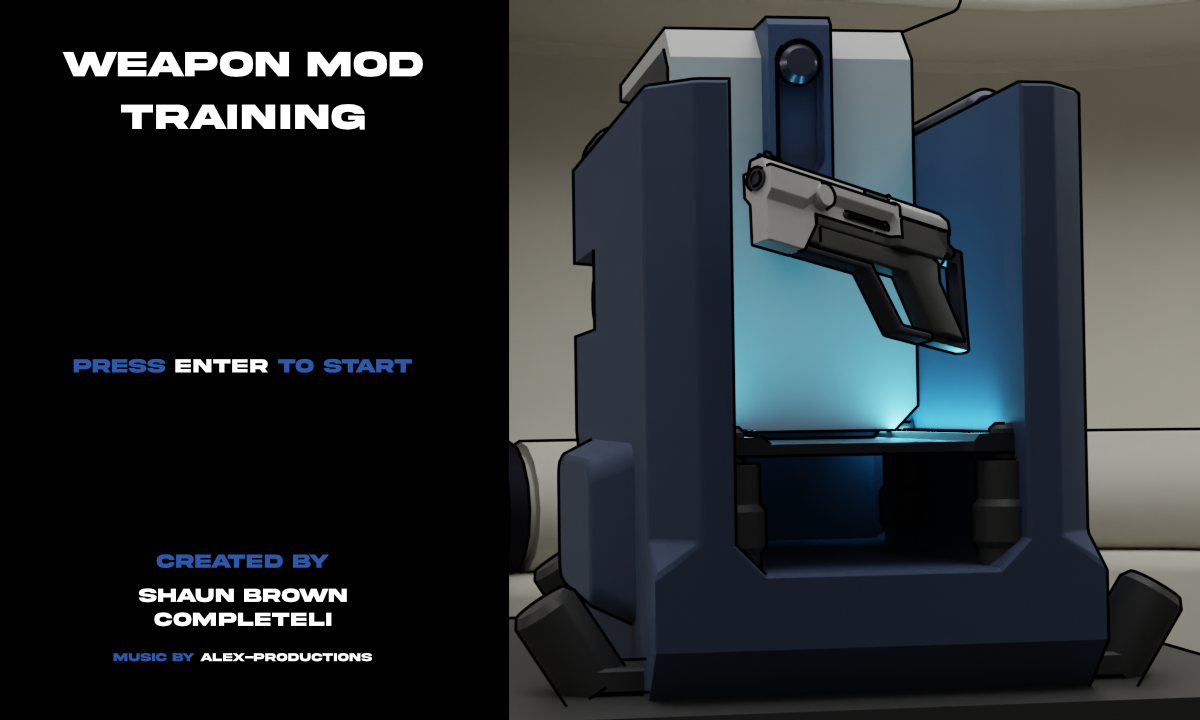 WEAPON MOD
TRAINING
PRESS ENTER TO START
CREATED BY
SHAUN BROWN
COMPLETELI
MUSIC BY ALEX-PRODUCTIONS